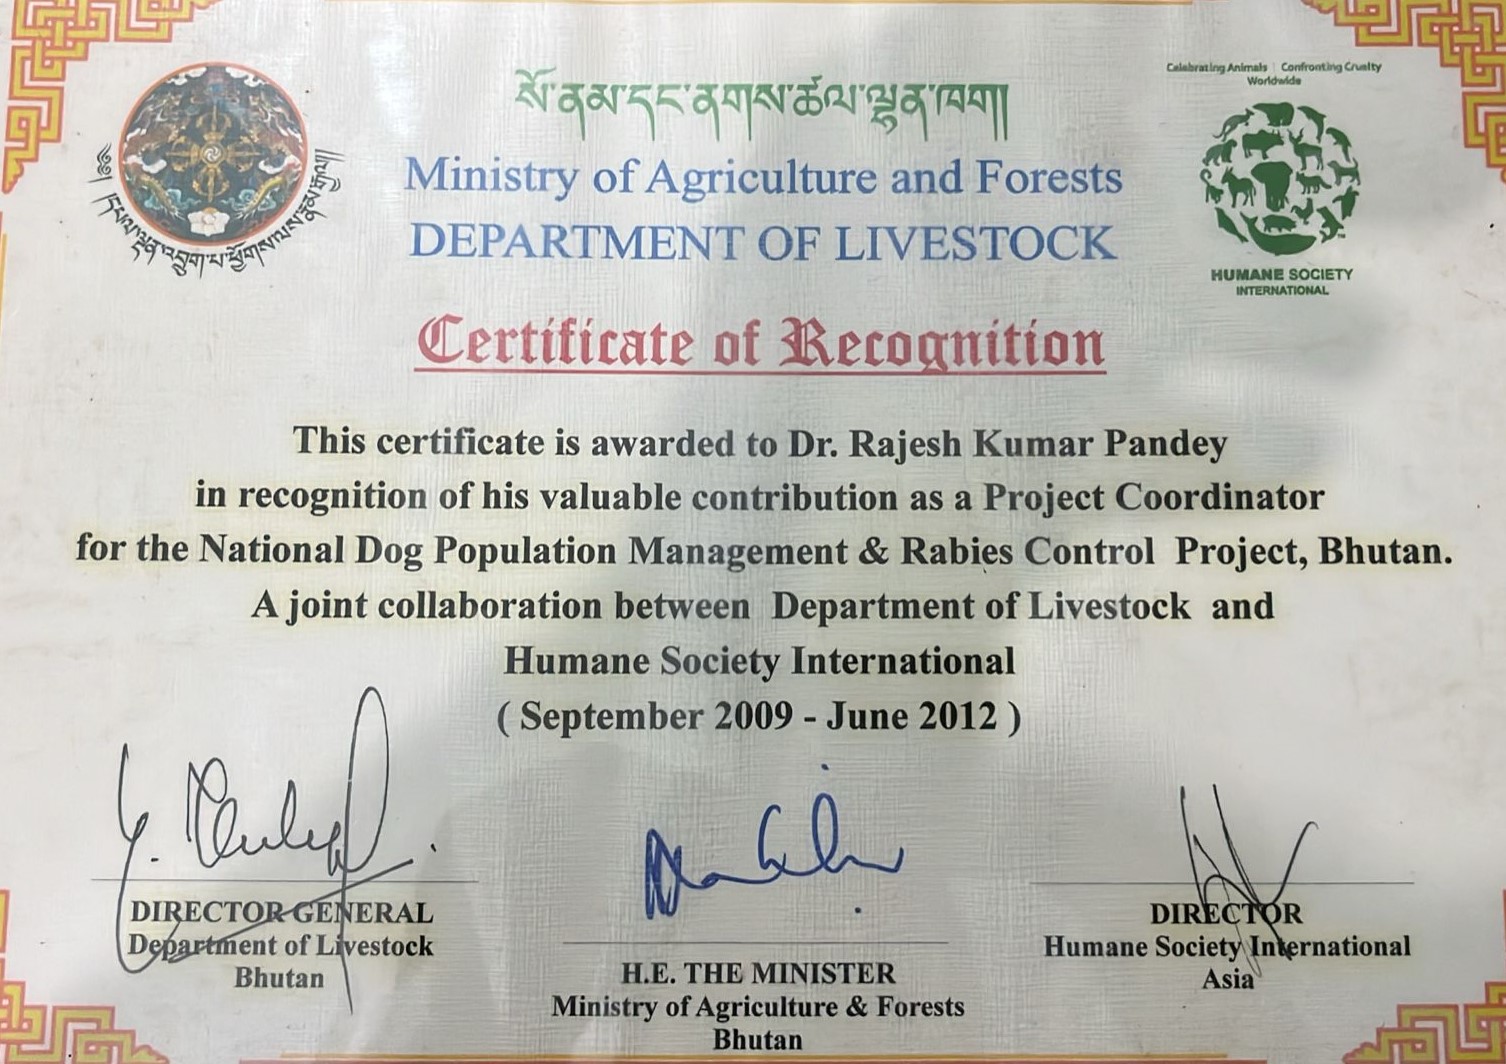 སོ་ནམ་དང་ནགས་ཚལ་ལྷན་ཁག།
Ministry of Agriculture and Forests
DEPARTMENT OF LIVESTOCK
Celebrating Animals Confronting Cruelty
Worldwide
HUMANE SOCIETY
INTERNATIONAL
Certificate of Recognition
This certificate is awarded to Dr. Rajesh Kumar Pandey
in recognition of his valuable contribution as a Project Coordinator
for the National Dog Population Management & Rabies Control Project, Bhutan.
A joint collaboration between Department of Livestock and
Humane Society International
( September 2009 - June 2012 )
DIRECTOR GENERAL
Department of Livestock
Bhutan
H.E. THE MINISTER
Ministry of Agriculture & Forests
Bhutan
DIRECTOR
Humane Society International
Asia